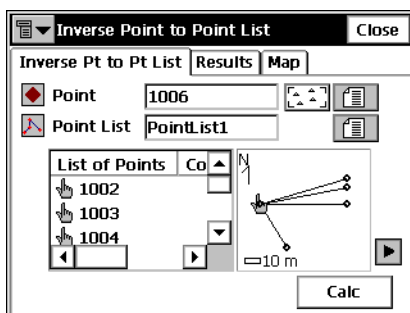 Inverse Point to Point List Close
Inverse Pt to Pt List Results Map
Point 1006
Point List PointList1
List of Points Co
1002
1003
1004
N
10 m
Calc